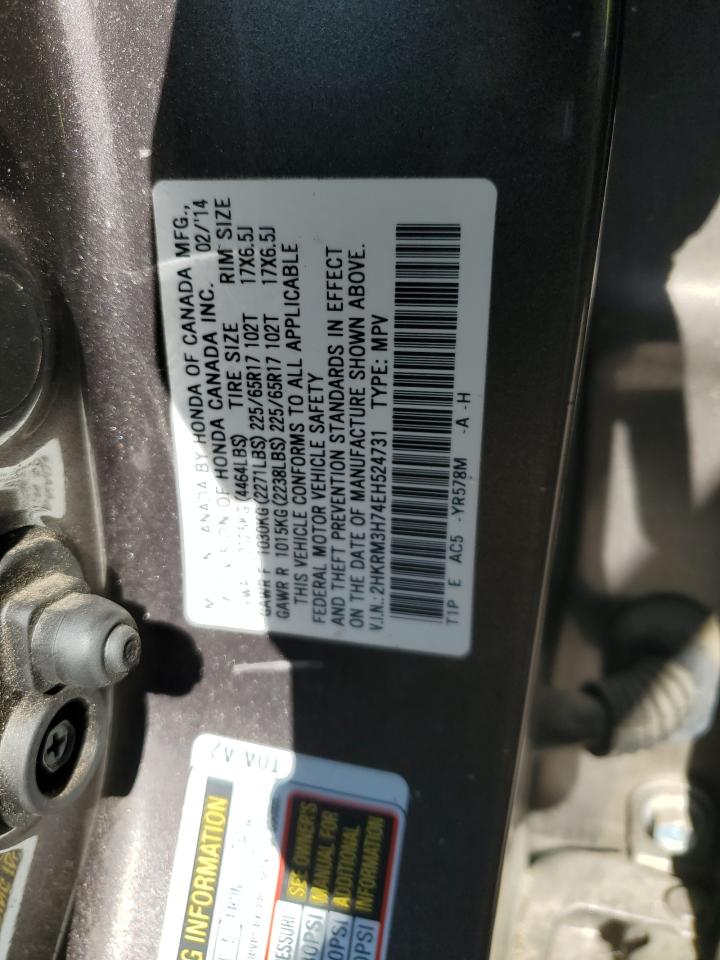 ANADA BY HONDA OF CANADA MFG.,
OF HONDA CANADA INC. 02/'14
(4464LBS) TIRE SIZE RIM SIZE
GAWR F 1030KG(2271LBS) 225/65R17 102T 17X6.5J
GAWR R 1015KG(2238LBS) 225/65R17 102T 17X6.5J
THIS VEHICLE CONFORMS TO ALL APPLICABLE
FEDERAL MOTOR VEHICLE SAFETY
AND THEFT PREVENTION STANDARDS IN EFFECT
ON THE DATE OF MANUFACTURE SHOWN ABOVE.
V.I.N.: 2HKRM3H74EH524731 TYPE: MPV
T1P E AC5 -YR578M -A -H
G INFORMATION
SEE OWNER'S
MANUAL FOR
ADDITIONAL
INFORMATION